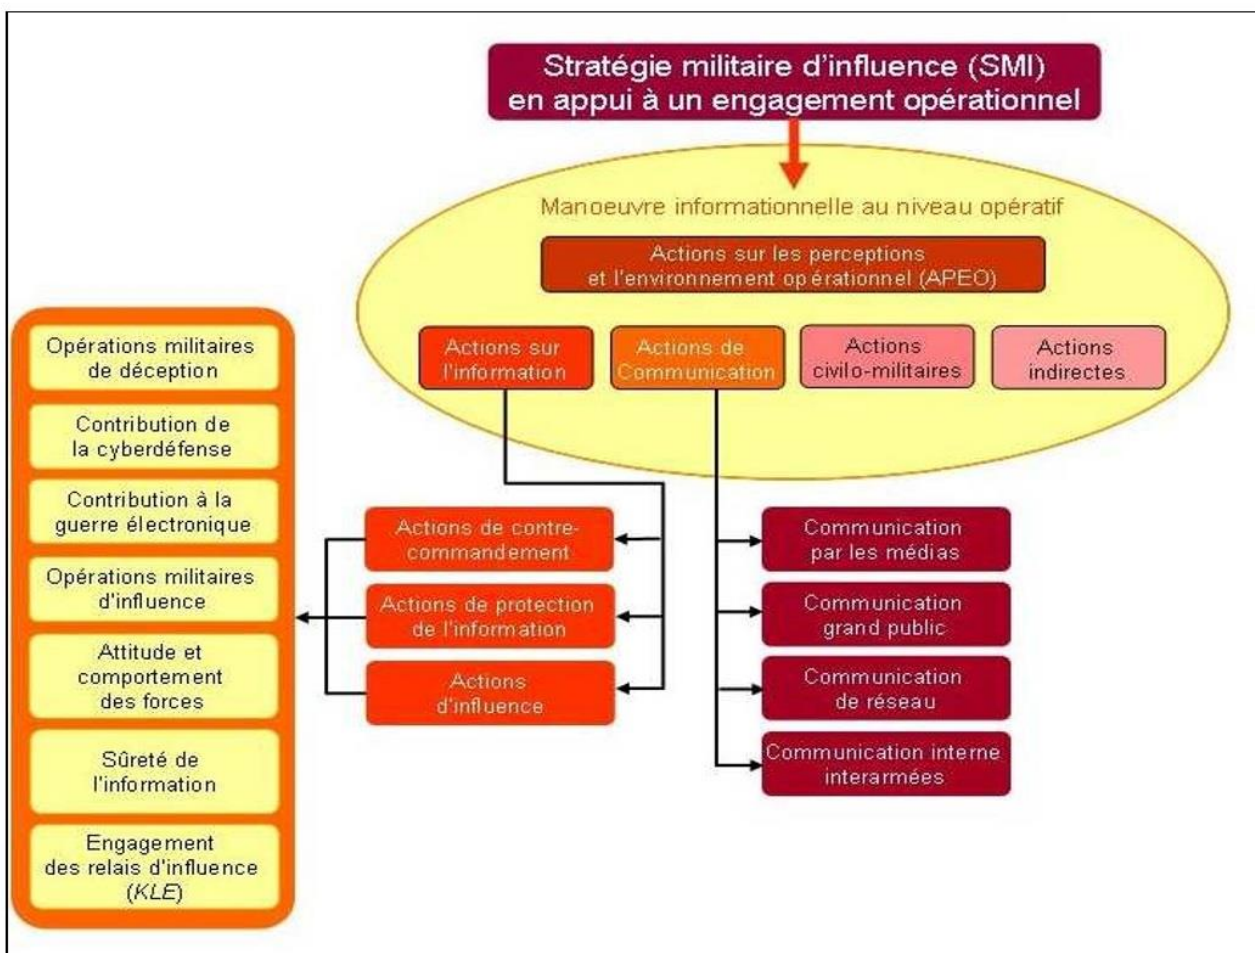 Stratégie militaire d'influence (SMI)
en appui à un engagement opérationnel
Manoeuvre informationnelle au niveau opératif
Actions sur les perceptions
et l'environnement opérationnel (APEO)
Actions sur
l'information
Actions de
Communication
Actions
civilo-militaires
Actions
indirectes
Opérations militaires
de déception
Contribution de
la cyberdéfense
Contribution à la
guerre électronique
Opérations militaires
d'influence
Attitude et
comportement
des forces
Sûreté de
l'information
Engagement
des relais d'influence
(KLE)
Actions de contre-
commandement
Actions de protection
de l'information
Actions
d'influence
Communication
par les médias
Communication
grand public
Communication
de réseau
Communication interne
interarmées